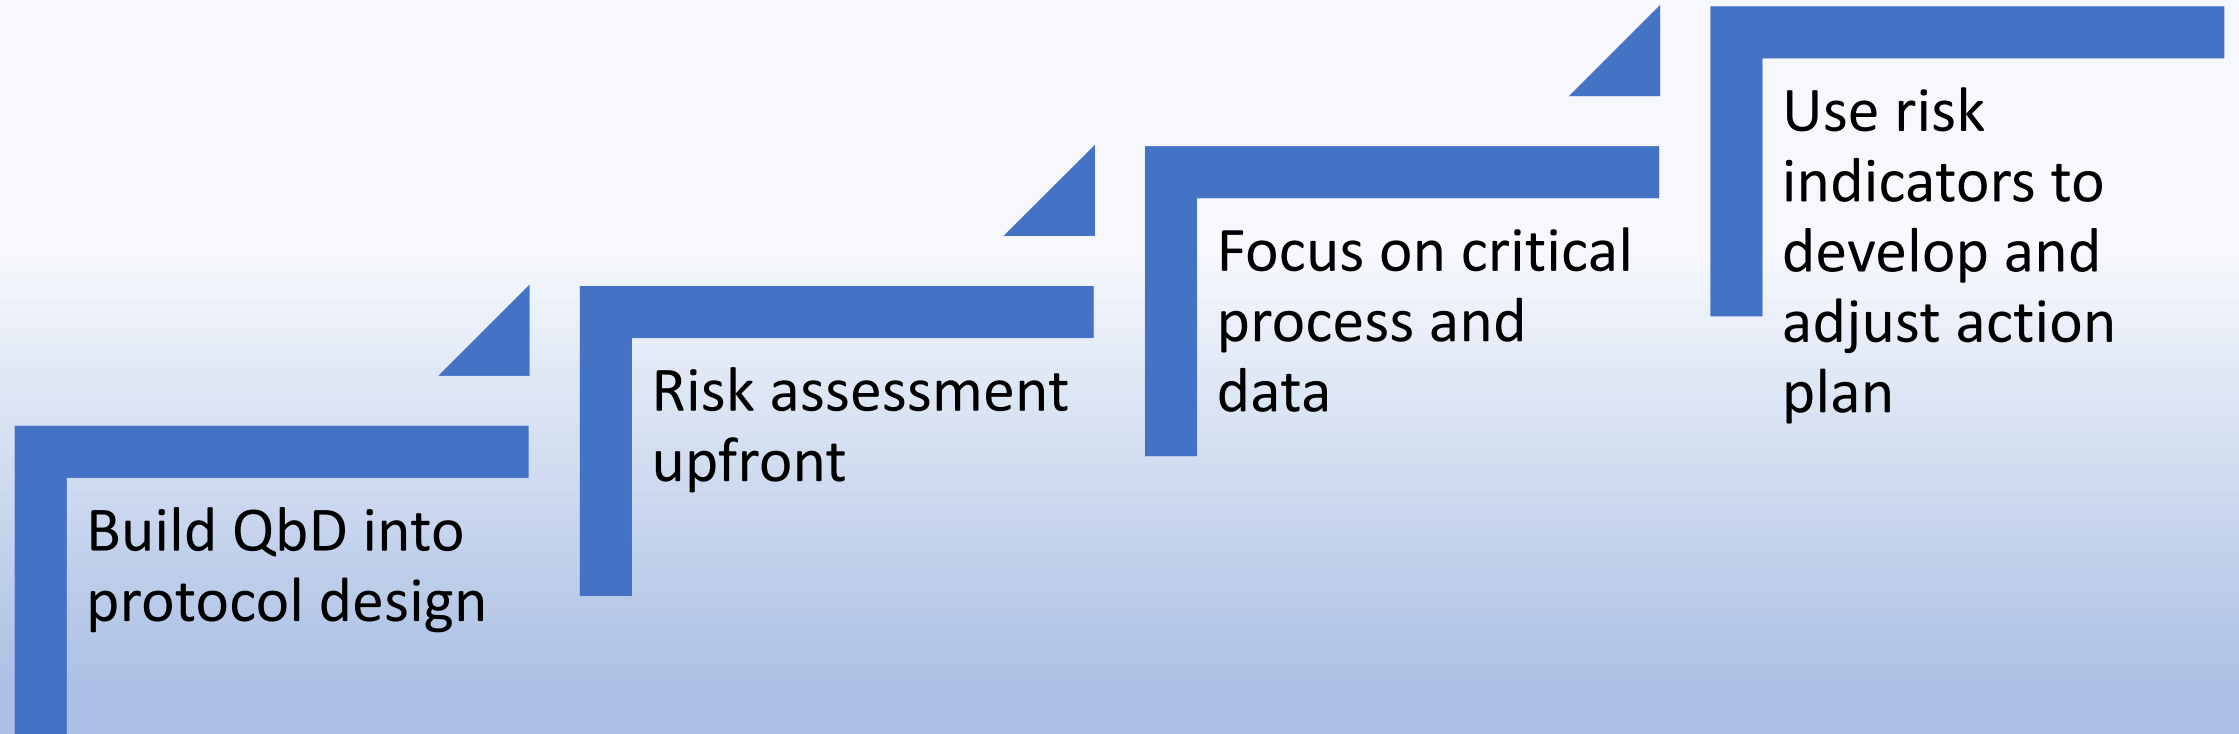 Build QbD into
protocol design
Risk assessment
upfront
Focus on critical
process and
data
Use risk
indicators to
develop and
adjust action
plan